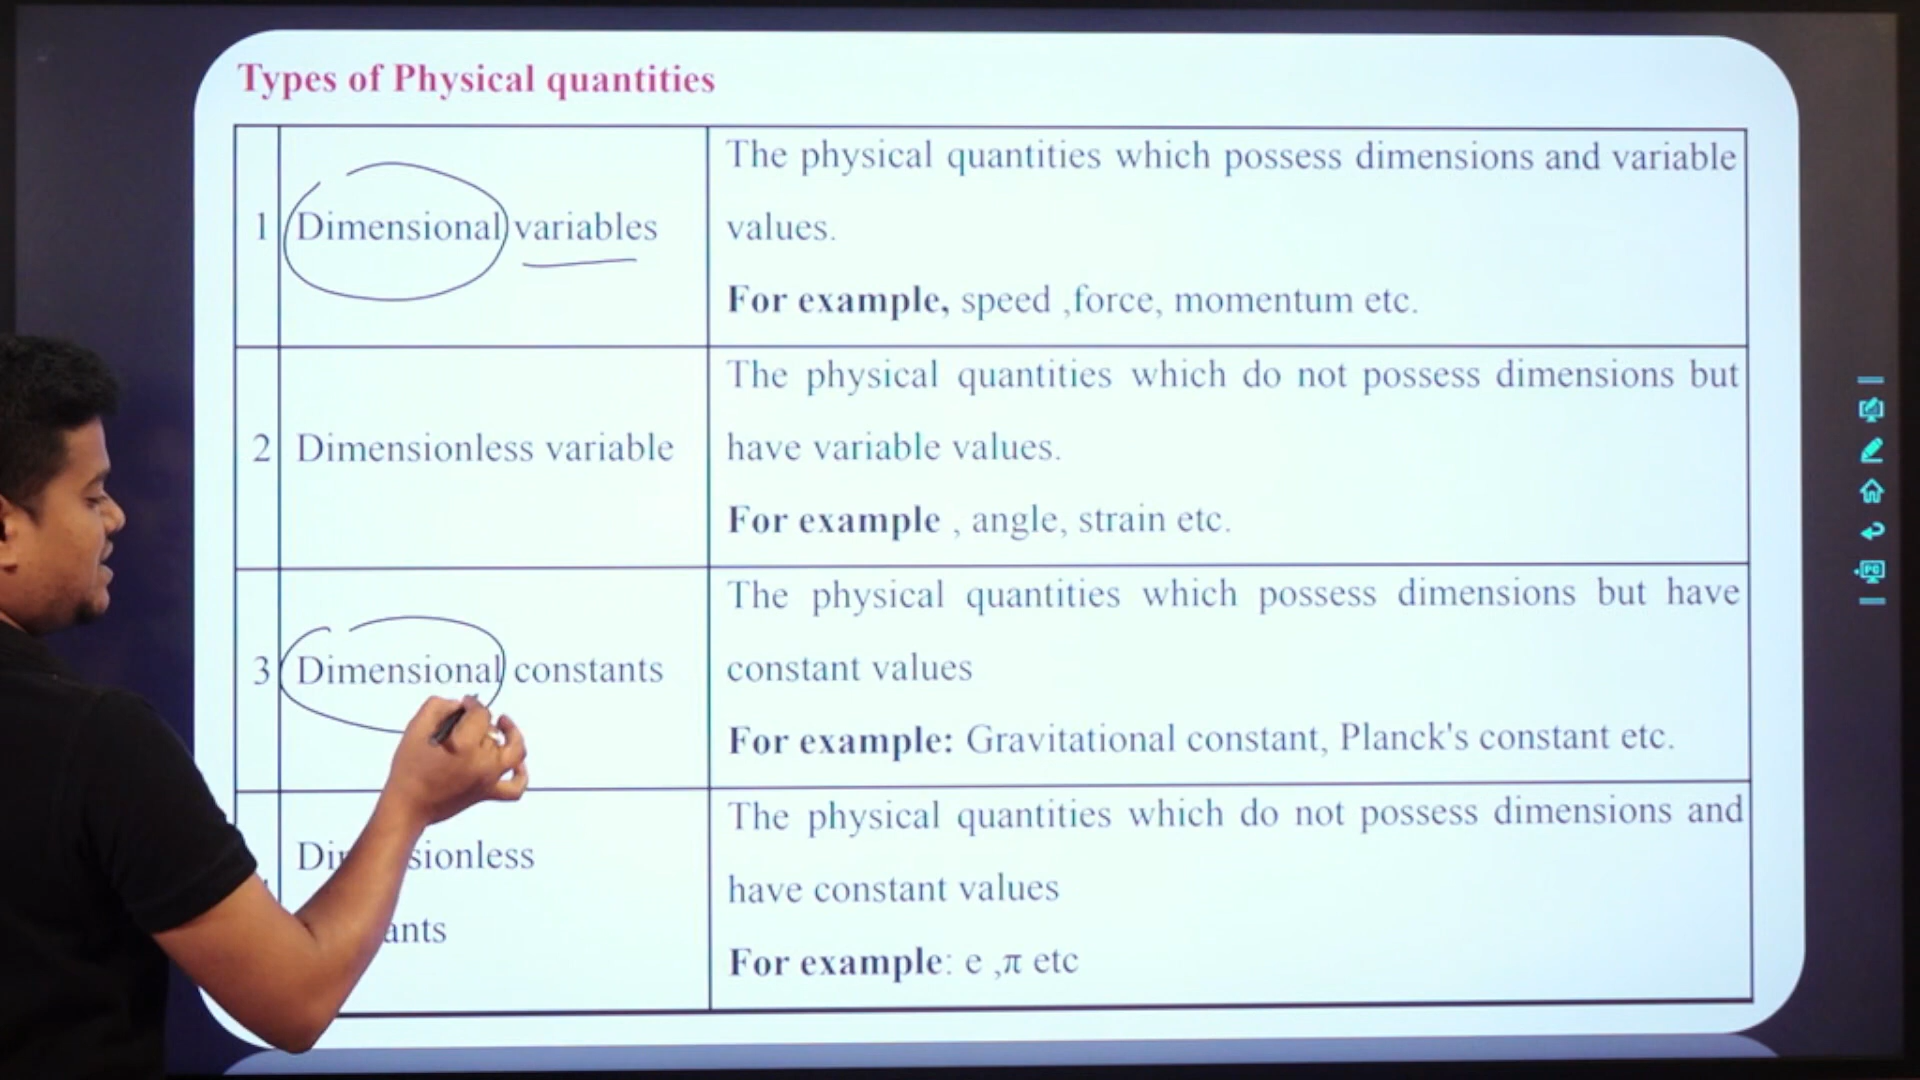 Types of Physical quantities
1 Dimensional variables
The physical quantities which possess dimensions and variable
values.
For example, speed ,force, momentum etc.
2 Dimensionless variable
The physical quantities which do not possess dimensions but
have variable values.
For example , angle, strain etc.
3 Dimensional constants
The physical quantities which possess dimensions but have
constant values
For example: Gravitational constant, Planck's constant etc.
The physical quantities which do not possess dimensions and
have constant values
For example: e ,π etc
PC